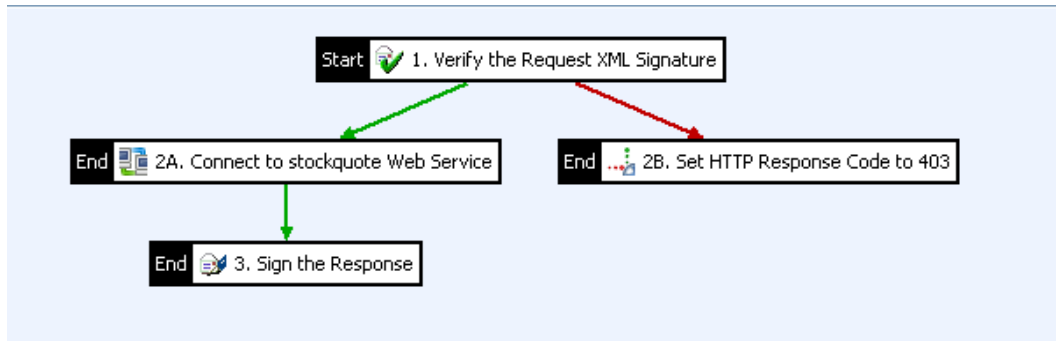 Start 1. Verify the Request XML Signature
End 2A. Connect to stockquote Web Service
End 2B. Set HTTP Response Code to 403
End 3. Sign the Response